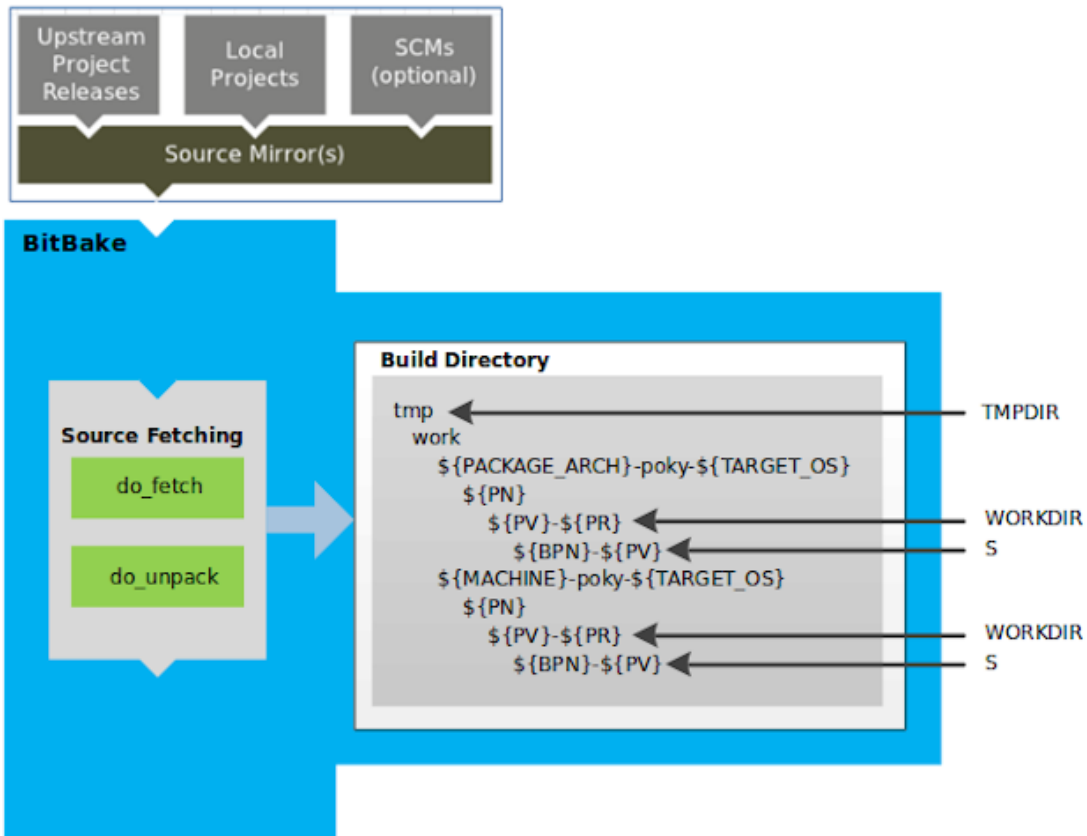 Upstream
Project
Releases
Local
Projects
SCMs
(optional)
Source Mirror(s)
BitBake
Source Fetching
do_fetch
do_unpack
Build Directory
tmp
work
${PACKAGE_ARCH}-poky-${TARGET_OS}
${PN}
${PV}-${PR}
${BPN}-${PV}
${MACHINE}-poky-${TARGET_OS}
${PN}
${PV}-${PR}
${BPN}-${PV}
TMPDIR
WORKDIR
S
WORKDIR
S